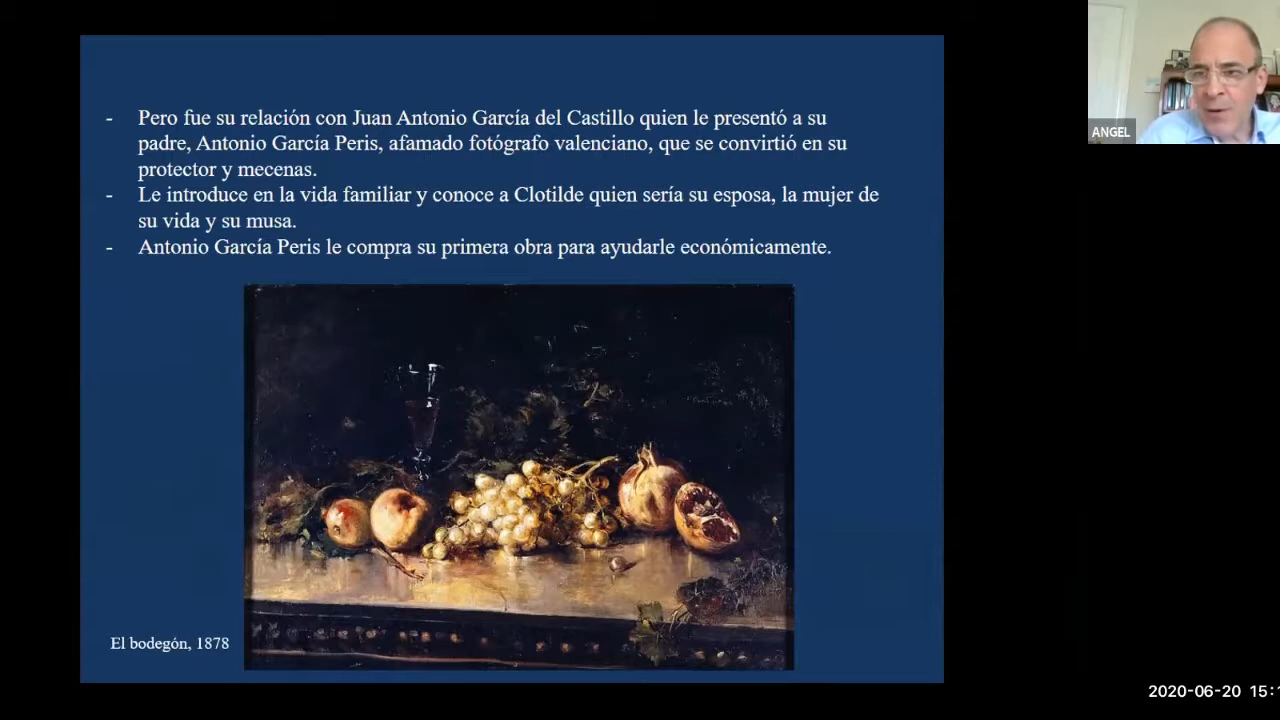 - Pero fue su relación con Juan Antonio García del Castillo quien le presentó a su
padre, Antonio García Peris, afamado fotógrafo valenciano, que se convirtió en su
protector y mecenas.
- Le introduce en la vida familiar y conoce a Clotilde quien sería su esposa, la mujer de
su vida y su musa.
- Antonio García Peris le compra su primera obra para ayudarle económicamente.
El bodegón, 1878
ANGEL
2020-06-20 15:1